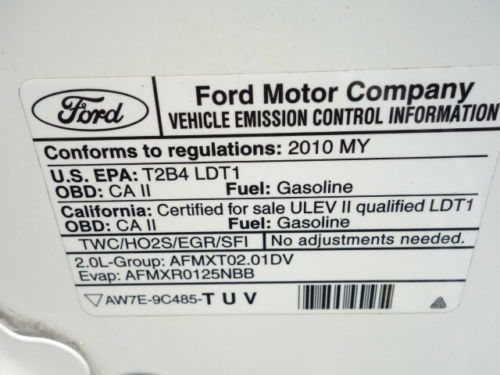 Ford
Ford Motor Company
VEHICLE EMISSION CONTROL INFORMATION
Conforms to regulations: 2010 MY
U.S. EPA: T2B4 LDT1
OBD: CA II Fuel: Gasoline
California: Certified for sale ULEV II qualified LDT1
OBD: CA II Fuel: Gasoline
TWC/HO2S/EGR/SFI No adjustments needed.
2.0L-Group: AFMXT02.01DV
Evap: AFMXR0125NBB
AW7E-9C485-T U V